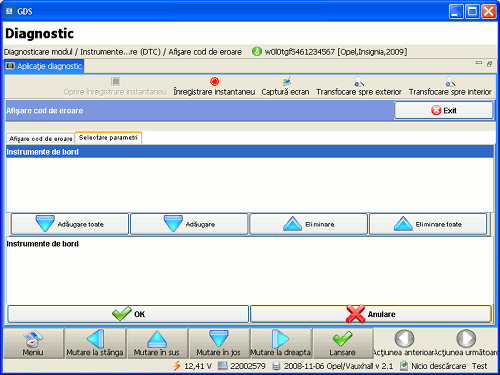 GDS
Diagnostic
Diagnosticare modul / Instrumente...re (DTC) / Afişare cod de eroare w0l0tgf5461234567 [Opel,Insignia,2009]
Aplicaţie diagnostic
Oprire înregistrare instantaneu Înregistrare instantaneu Captură ecran Transfocare spre exterior Transfocare spre interior
Afişare cod de eroare Exit
Afişare cod de eroare Selectare parametri
Instrumente de bord
Adăugare toate Adăugare Eliminare Eliminare toate
Instrumente de bord
OK Anulare
Meniu Mutare la stânga Mutare în sus Mutare în jos Mutare la dreapta Lansare Acţiunea anterioar Acţiunea următoar
12,41 V 22002579 2008-11-06 Opel/Vauxhall v 2.1 Nicio descărcare Test